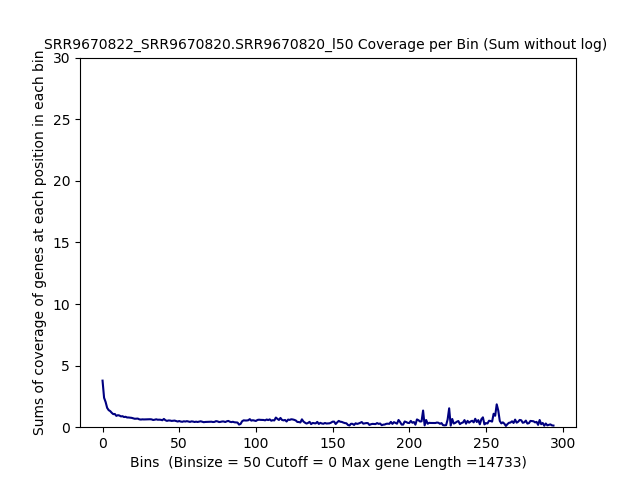 SRR9670822_SRR9670820.SRR9670820_l50 Coverage per Bin (Sum without log)
Sums of coverage of genes at each position in each bin
30
25
20
15
10
5
0
0 50 100 150 200 250 300
Bins  (Binsize = 50 Cutoff = 0 Max gene Length =14733)